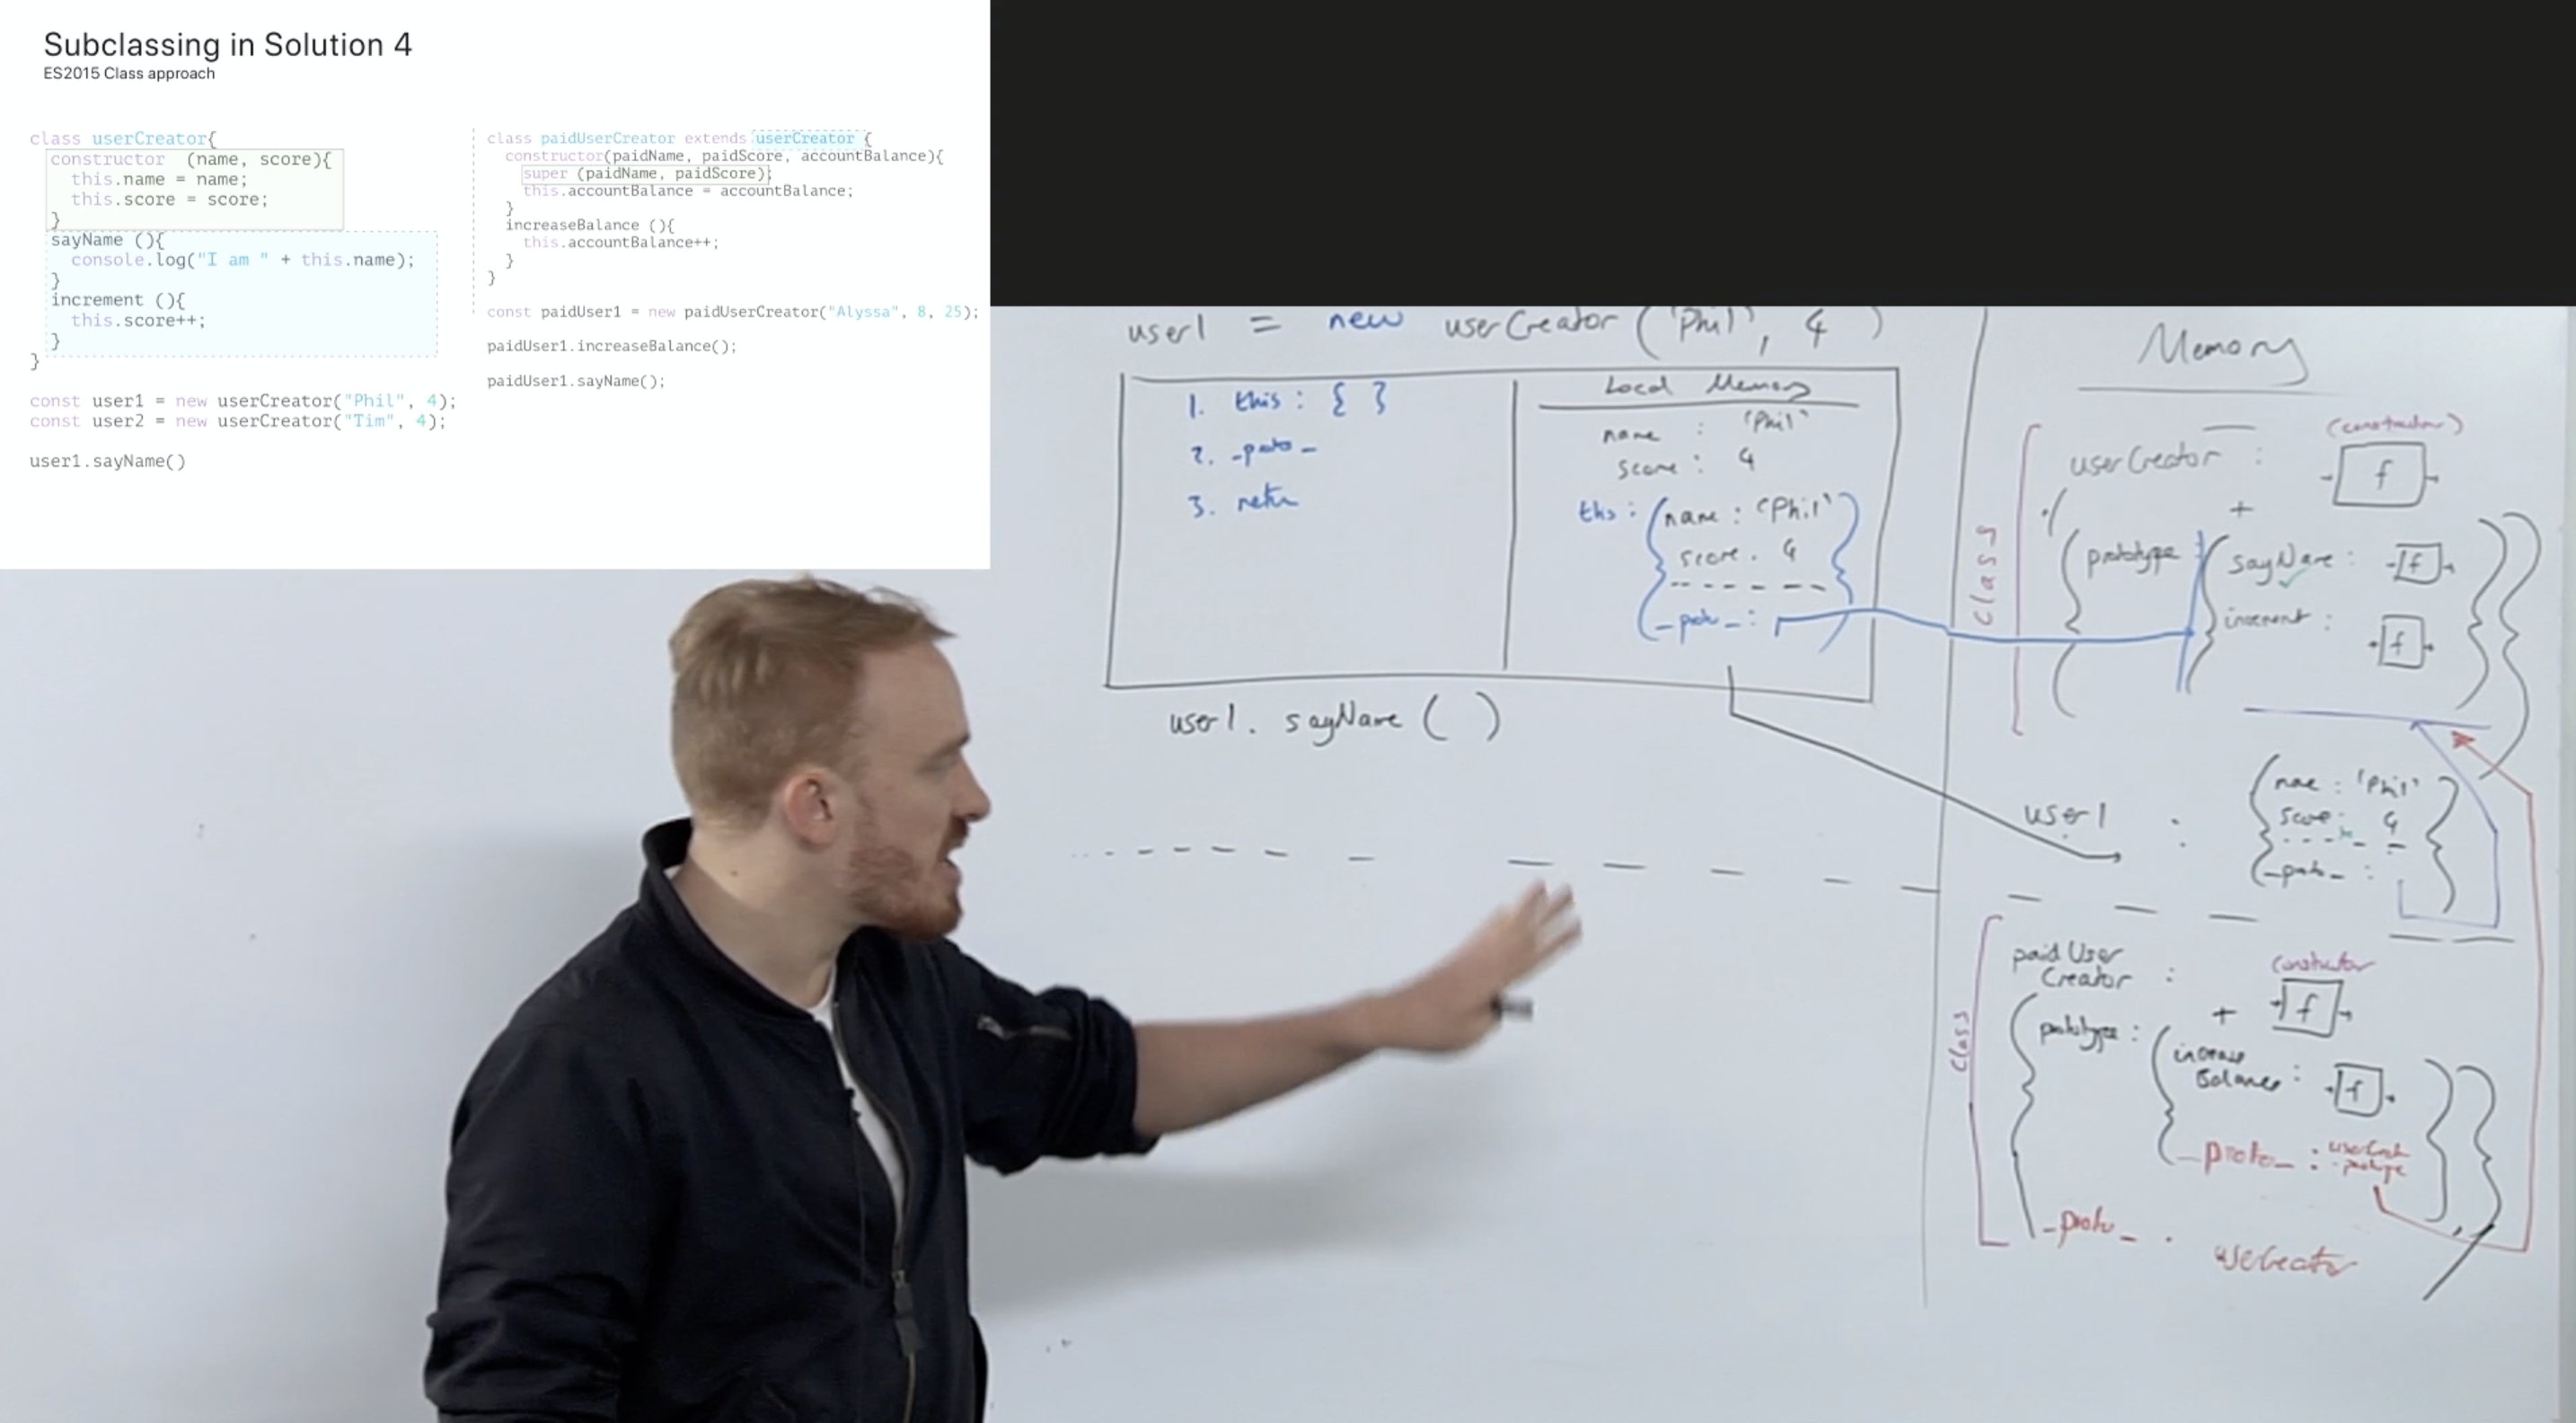 Subclassing in Solution 4
ES2015 Class approach
class userCreator{
constructor  (name, score){
this.name = name;
this.score = score;
}
sayName (){
console.log("I am " + this.name);
}
increment (){
this.score++;
}
}
const user1 = new userCreator("Phil", 4);
const user2 = new userCreator("Tim", 4);
user1.sayName()
class paidUserCreator extends userCreator {
constructor(paidName, paidScore, accountBalance){
super (paidName, paidScore);
this.accountBalance = accountBalance;
}
increaseBalance (){
this.accountBalance++;
}
}
const paidUser1 = new paidUserCreator("Alyssa", 8, 25);
paidUser1.increaseBalance();
paidUser1.sayName();
user1 = new userCreator ('Phil', 4 )
1. this : { }
2. _proto_
3.
Local Memory
name : 'Phil'
score : 4
this : { name : 'Phil'
score : 4
_proto_ :
user1. sayName ( )
Memory
Class
(constructor)
userCreator : f
+
prototype : { sayName : f
increment : f
user1 : { name : 'Phil'
score : 4
_proto_ :
Class
paid User
Creator :
constructor
+ f
prototype : { increase
Balance : f
_proto_ : userCreator
.prototype
_proto_ : userCreator